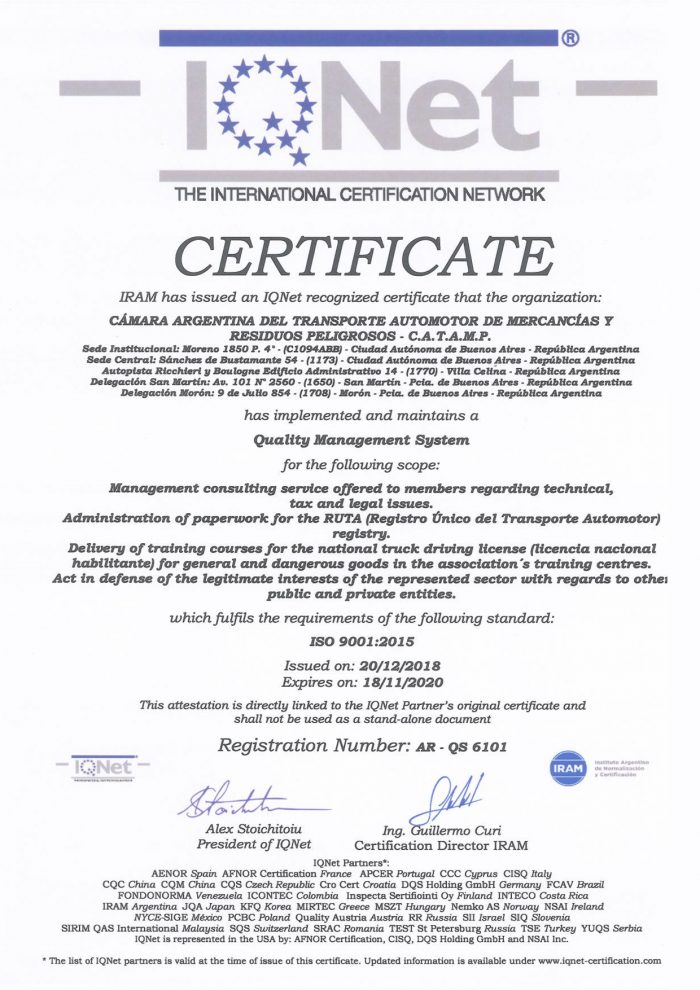 IQNet ®
THE INTERNATIONAL CERTIFICATION NETWORK
CERTIFICATE
IRAM has issued an IQNet recognized certificate that the organization:
CÁMARA ARGENTINA DEL TRANSPORTE AUTOMOTOR DE MERCANCÍAS Y
RESIDUOS PELIGROSOS - C.A.T.A.M.P.
Sede Institucional: Moreno 1850 P. 4° - (C1094ABB) - Ciudad Autónoma de Buenos Aires - República Argentina
Sede Central: Sánchez de Bustamante 54 - (1173) - Ciudad Autónoma de Buenos Aires - República Argentina
Autopista Ricchieri y Boulogne Edificio Administrativo 14 - (1770) - Villa Celina - República Argentina
Delegación San Martín: Av. 101 N° 2560 - (1650) - San Martín - Pcia. de Buenos Aires - República Argentina
Delegación Morón: 9 de Julio 854 - (1708) - Morón - Pcia. de Buenos Aires - República Argentina
has implemented and maintains a
Quality Management System
for the following scope:
Management consulting service offered to members regarding technical,
tax and legal issues.
Administration of paperwork for the RUTA (Registro Único del Transporte Automotor)
registry.
Delivery of training courses for the national truck driving license (licencia nacional
habilitante) for general and dangerous goods in the association´s training centres.
Act in defense of the legitimate interests of the represented sector with regards to other
public and private entities.
which fulfils the requirements of the following standard:
ISO 9001:2015
Issued on: 20/12/2018
Expires on: 18/11/2020
This attestation is directly linked to the IQNet Partner's original certificate and
shall not be used as a stand-alone document
Registration Number: AR - QS 6101
IQNet
IRAM
Instituto Argentino
de Normalización
y Certificación
Alex Stoichitoiu
President of IQNet
Ing. Guillermo Curi
Certification Director IRAM
IQNet Partners*:
AENOR Spain AFNOR Certification France APCER Portugal CCC Cyprus CISQ Italy
CQC China CQM China CQS Czech Republic Cro Cert Croatia DQS Holding GmbH Germany FCAV Brazil
FONDONORMA Venezuela ICONTEC Colombia Inspecta Sertifiointi Oy Finland INTECO Costa Rica
IRAM Argentina JQA Japan KFQ Korea MIRTEC Greece MSZT Hungary Nemko AS Norway NSAI Ireland
NYCE-SIGE México PCBC Poland Quality Austria Austria RR Russia SII Israel SIQ Slovenia
SIRIM QAS International Malaysia SQS Switzerland SRAC Romania TEST St Petersburg Russia TSE Turkey YUQS Serbia
IQNet is represented in the USA by: AFNOR Certification, CISQ, DQS Holding GmbH and NSAI Inc.
* The list of IQNet partners is valid at the time of issue of this certificate. Updated information is available under www.iqnet-certification.com